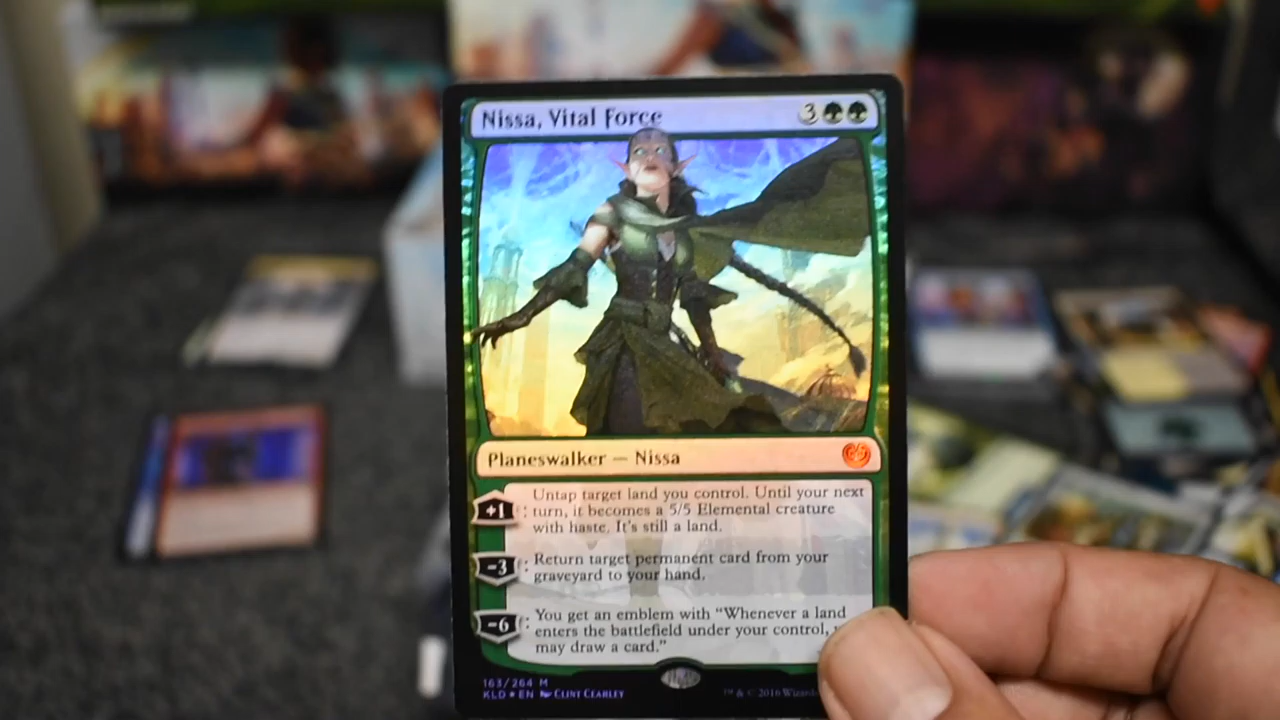 Nissa, Vital Force 3
Planeswalker — Nissa
+1 : Untap target land you control. Until your next
turn, it becomes a 5/5 Elemental creature
with haste. It's still a land.
-3 : Return target permanent card from your
graveyard to your hand.
-6 : You get an emblem with “Whenever a land
enters the battlefield under your control,
may draw a card.”
163/264 M
KLD ★ EN Clint Cearley
™ & © 2016 Wizards